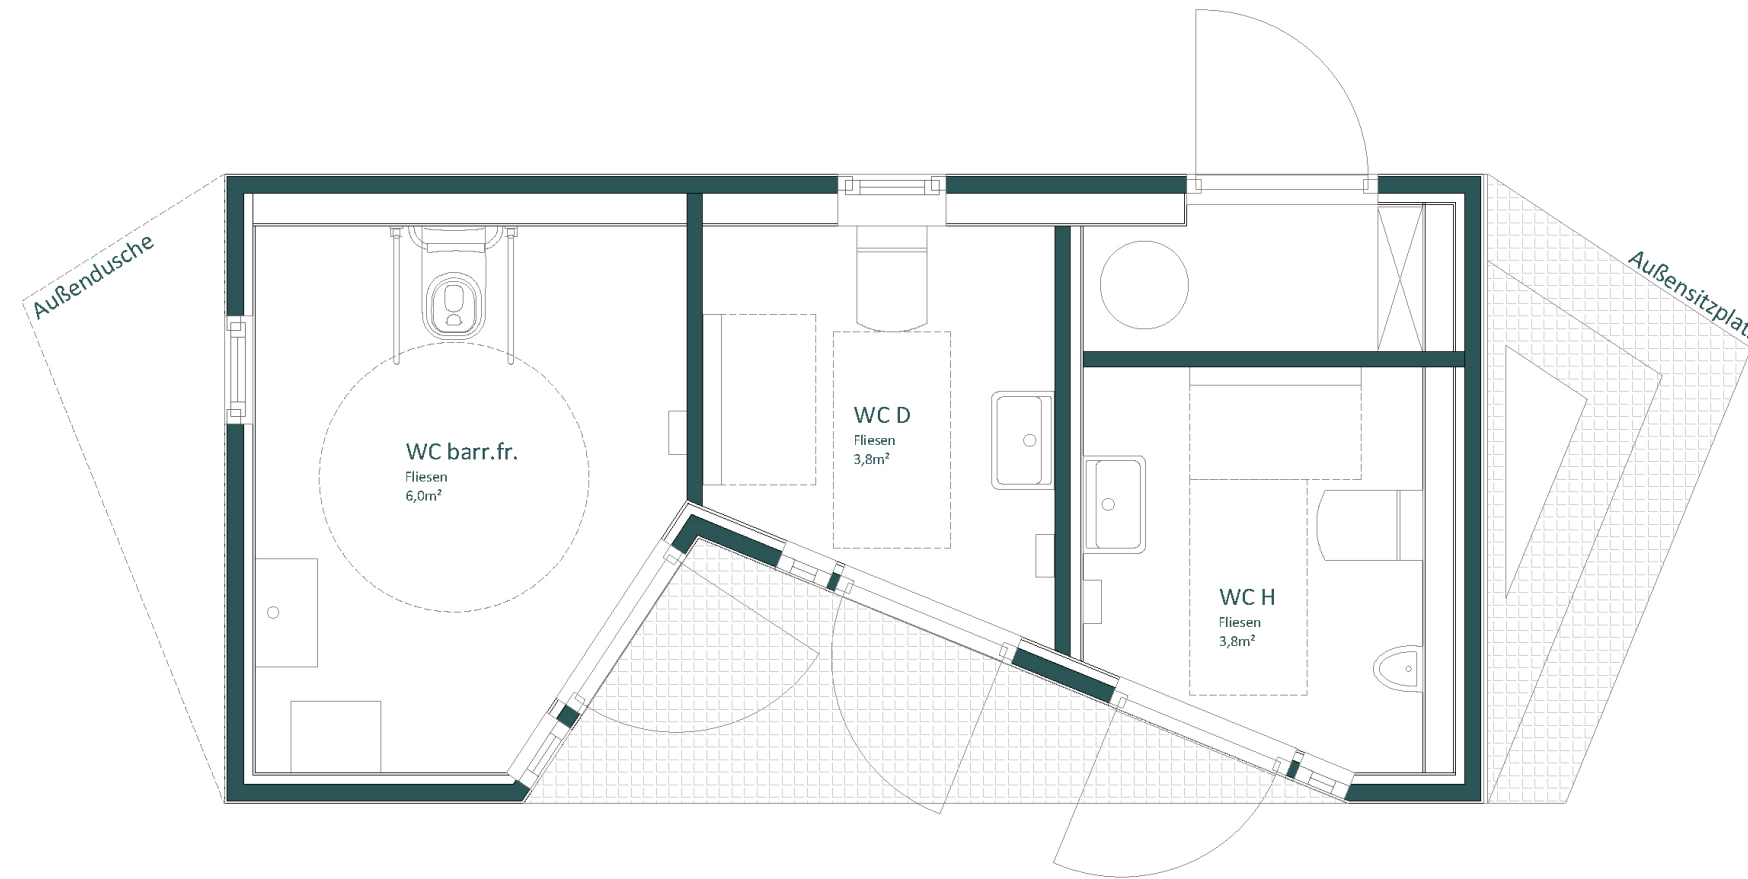 Außendusche
WC barr.fr.
Fliesen
6,0m²
WC D
Fliesen
3,8m²
WC H
Fliesen
3,8m²
Außensitzplat